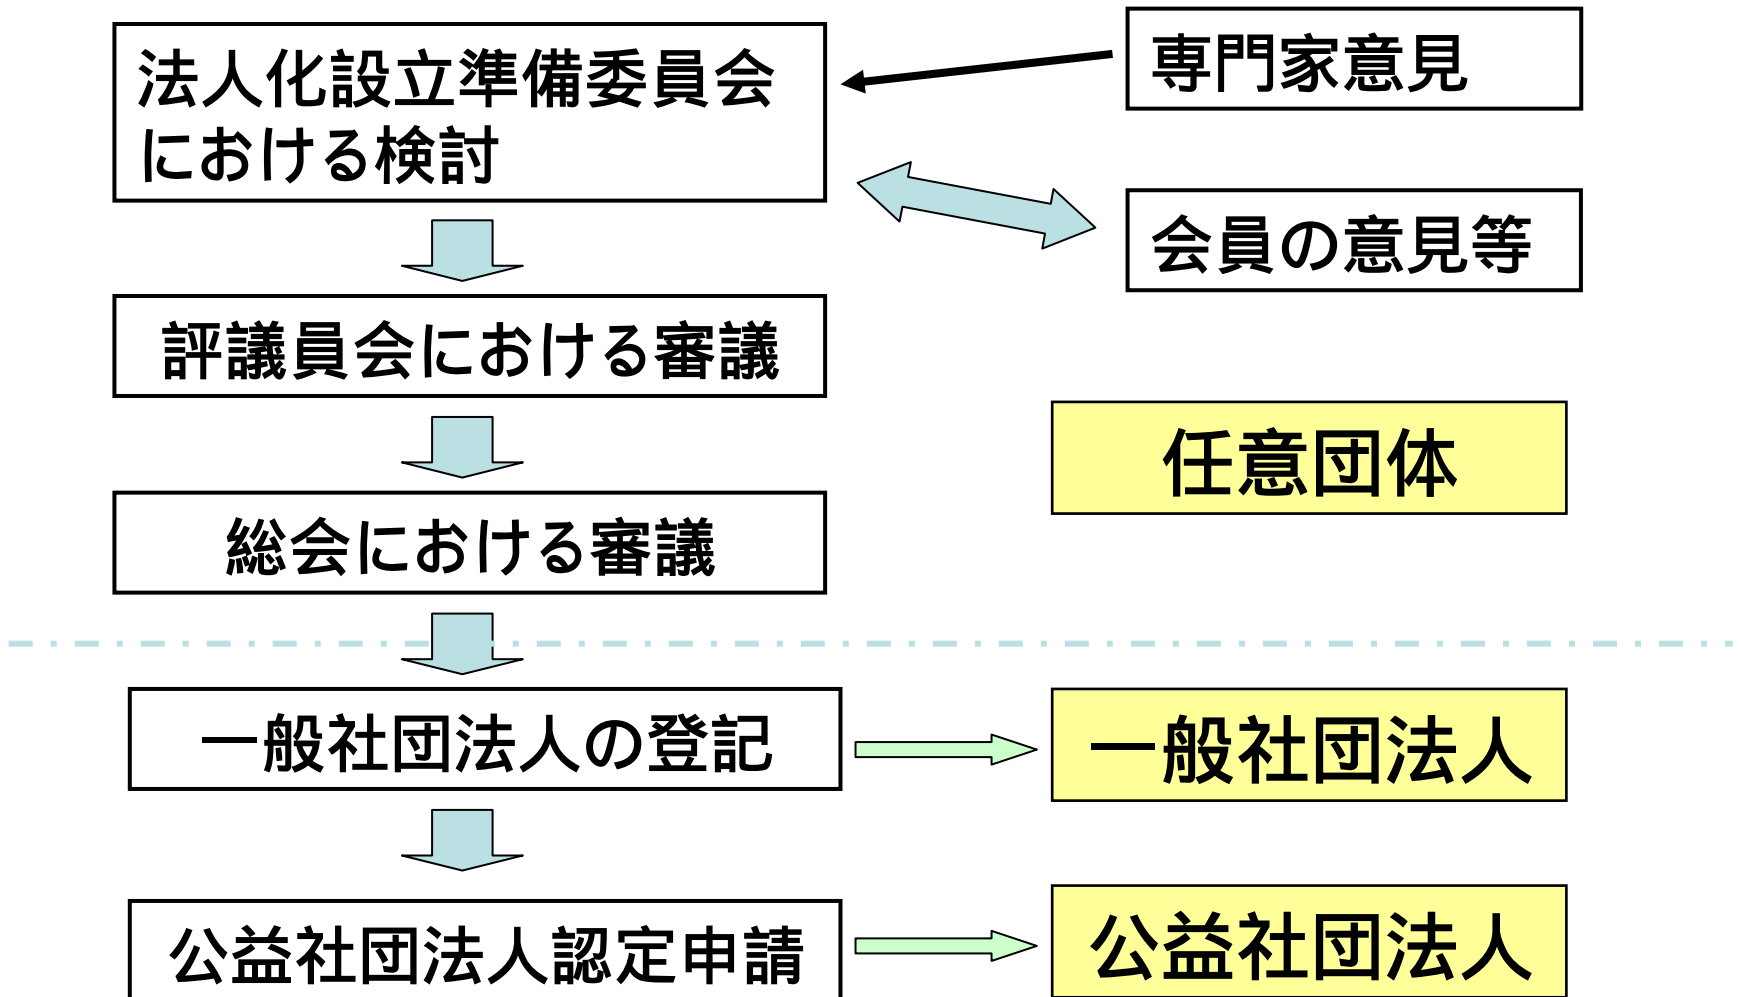 法人化設立準備委員会
における検討
専門家意見
会員の意見等
評議員会における審議
任意団体
総会における審議
一般社団法人の登記
一般社団法人
公益社団法人認定申請
公益社団法人